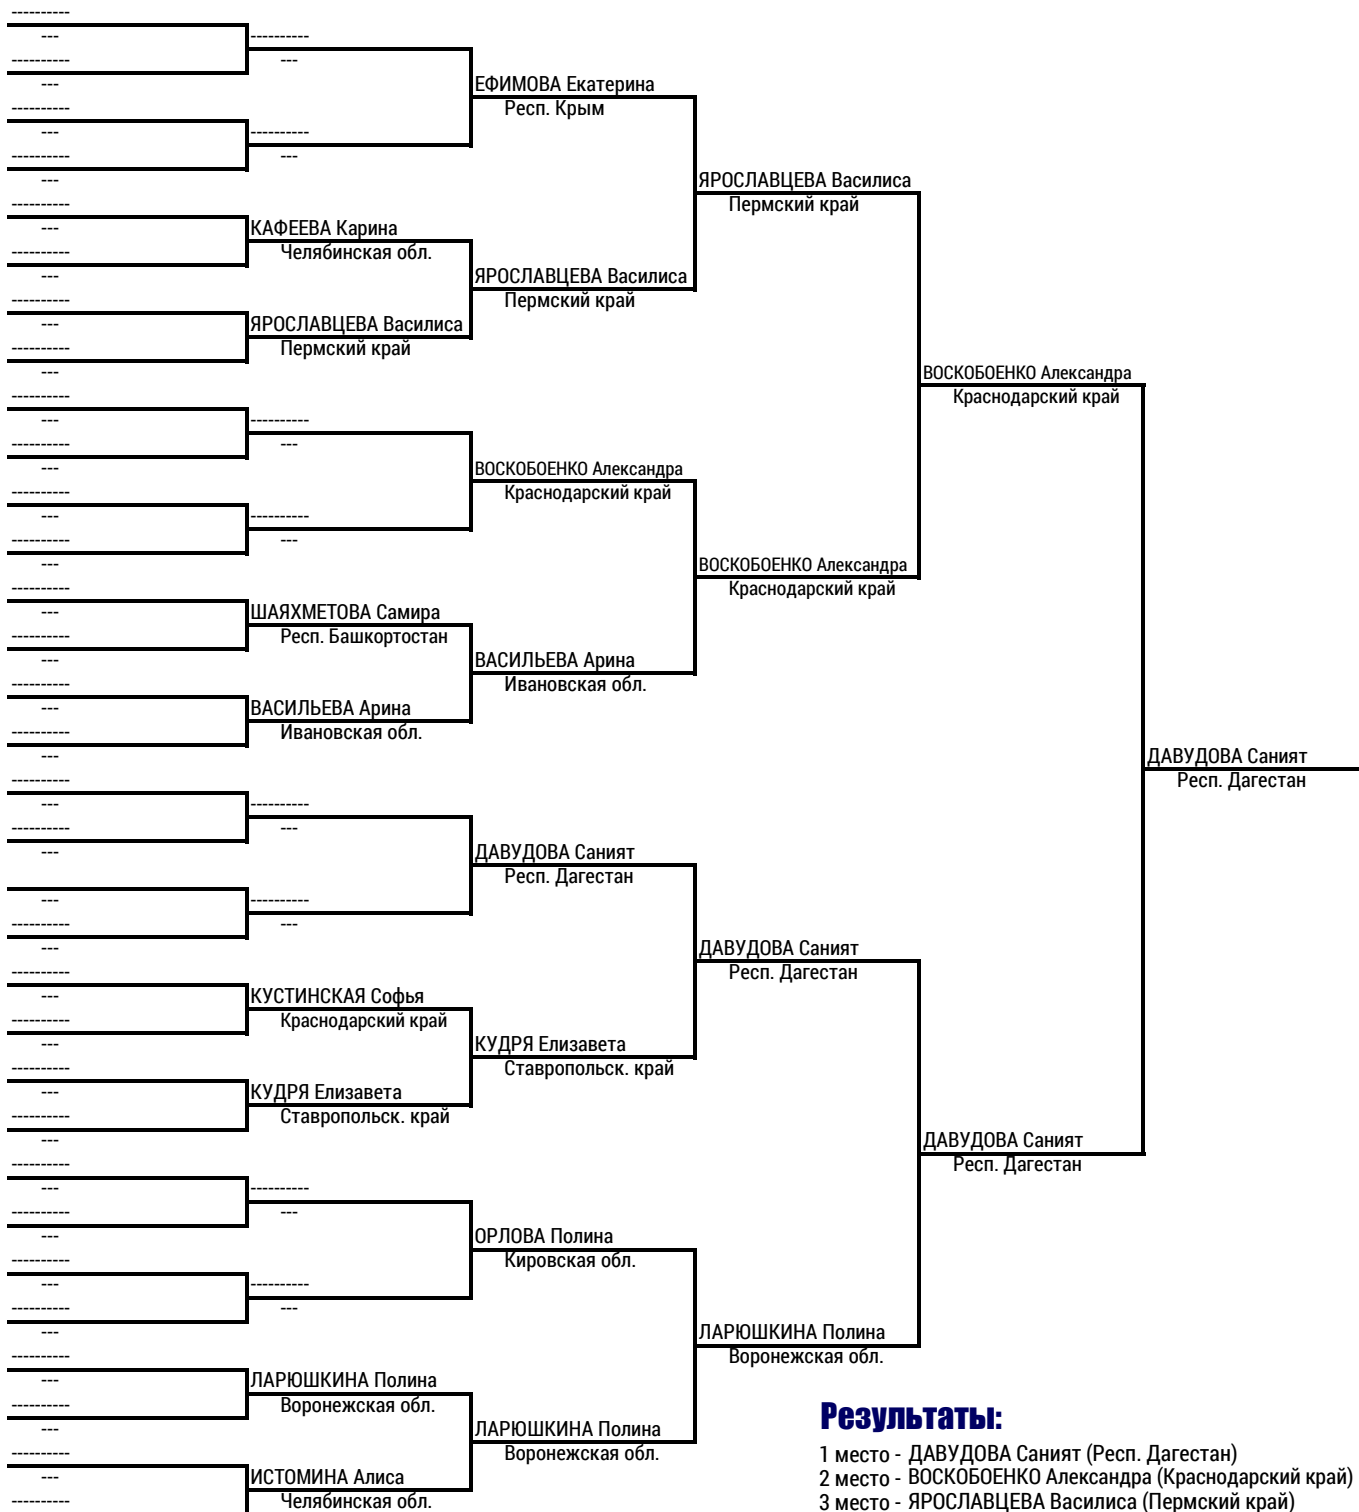 ----------
---
----------
---
----------
---
----------
---
----------
---
----------
---
----------
---
----------
---
----------
---
----------
---
----------
---
----------
---
----------
---
----------
---
----------
---
----------
---
----------
---
----------
---
---
----------
---
----------
---
----------
---
----------
---
----------
---
----------
---
----------
---
----------
---
----------
---
----------
---
----------
---
----------
---
----------
----------
---
----------
---
КАФЕЕВА Карина
Челябинская обл.
ЯРОСЛАВЦЕВА Василиса
Пермский край
----------
---
----------
---
ШАЯХМЕТОВА Самира
Респ. Башкортостан
ВАСИЛЬЕВА Арина
Ивановская обл.
----------
---
----------
---
КУСТИНСКАЯ Софья
Краснодарский край
КУДРЯ Елизавета
Ставропольск. край
----------
---
----------
---
ЛАРЮШКИНА Полина
Воронежская обл.
ИСТОМИНА Алиса
Челябинская обл.
ЕФИМОВА Екатерина
Респ. Крым
ЯРОСЛАВЦЕВА Василиса
Пермский край
ВОСКОБОЕНКО Александра
Краснодарский край
ВАСИЛЬЕВА Арина
Ивановская обл.
ДАВУДОВА Саният
Респ. Дагестан
КУДРЯ Елизавета
Ставропольск. край
ОРЛОВА Полина
Кировская обл.
ЛАРЮШКИНА Полина
Воронежская обл.
ЯРОСЛАВЦЕВА Василиса
Пермский край
ВОСКОБОЕНКО Александра
Краснодарский край
ДАВУДОВА Саният
Респ. Дагестан
ЛАРЮШКИНА Полина
Воронежская обл.
ВОСКОБОЕНКО Александра
Краснодарский край
ДАВУДОВА Саният
Респ. Дагестан
ДАВУДОВА Саният
Респ. Дагестан
Результаты:
1 место - ДАВУДОВА Саният (Респ. Дагестан)
2 место - ВОСКОБОЕНКО Александра (Краснодарский край)
3 место - ЯРОСЛАВЦЕВА Василиса (Пермский край)